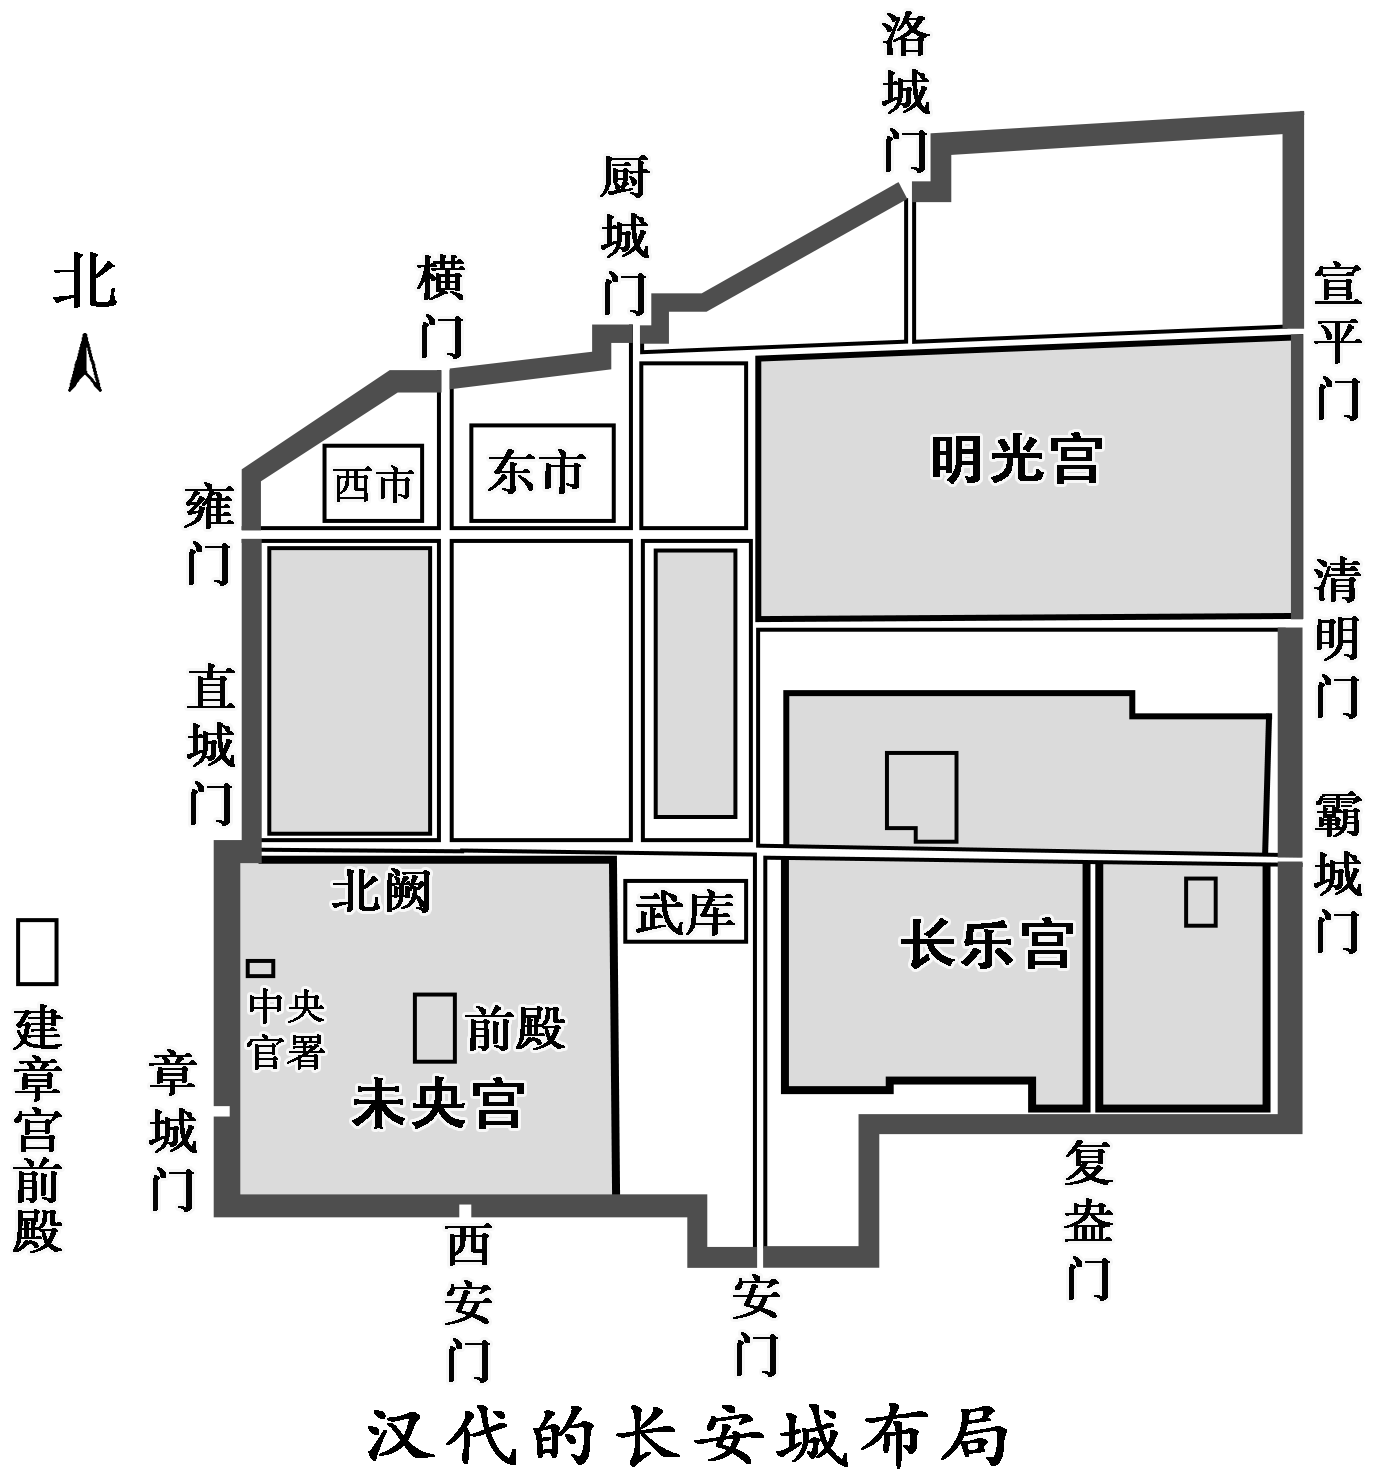 洛城门
厨城门
横门
北
宣平门
明光宫
西市
东市
雍门
清明门
直城门
霸城门
北阙
武库
长乐宫
中央
官署
前殿
未央宫
建章宫前殿
章城门
复盎门
西安门
安门
汉代的长安城布局